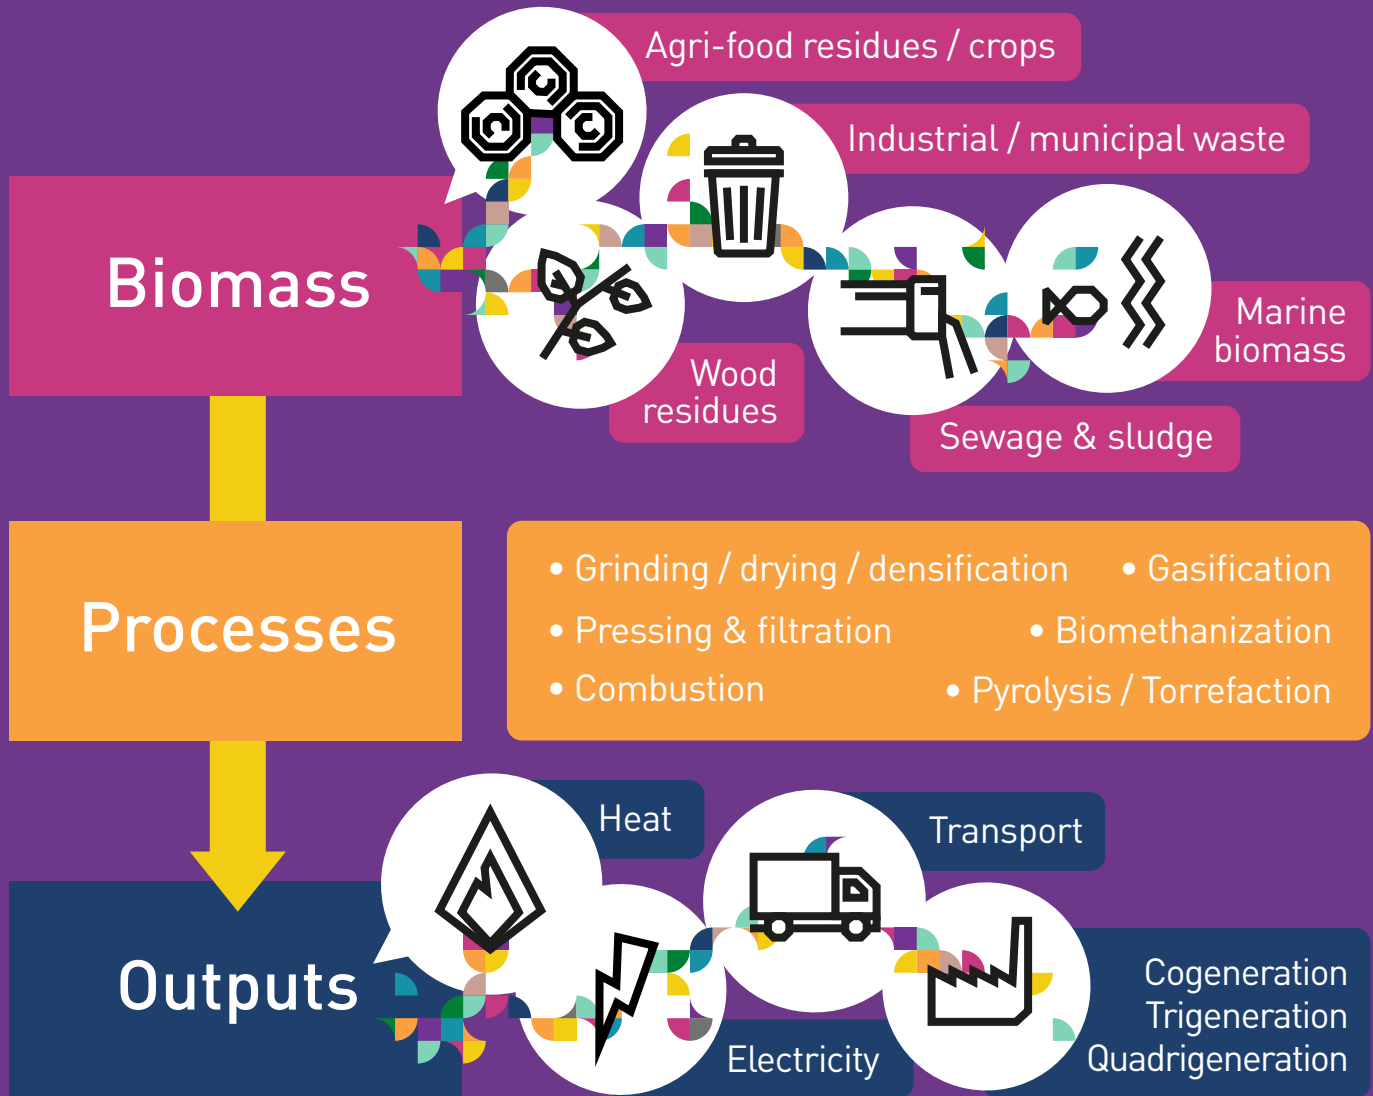 Agri-food residues / crops
Industrial / municipal waste
Biomass
Marine
biomass
Wood
residues
Sewage & sludge
Processes
• Grinding / drying / densification
• Gasification
• Pressing & filtration
• Biomethanization
• Combustion
• Pyrolysis / Torrefaction
Heat
Transport
Outputs
Electricity
Cogeneration
Trigeneration
Quadrigeneration